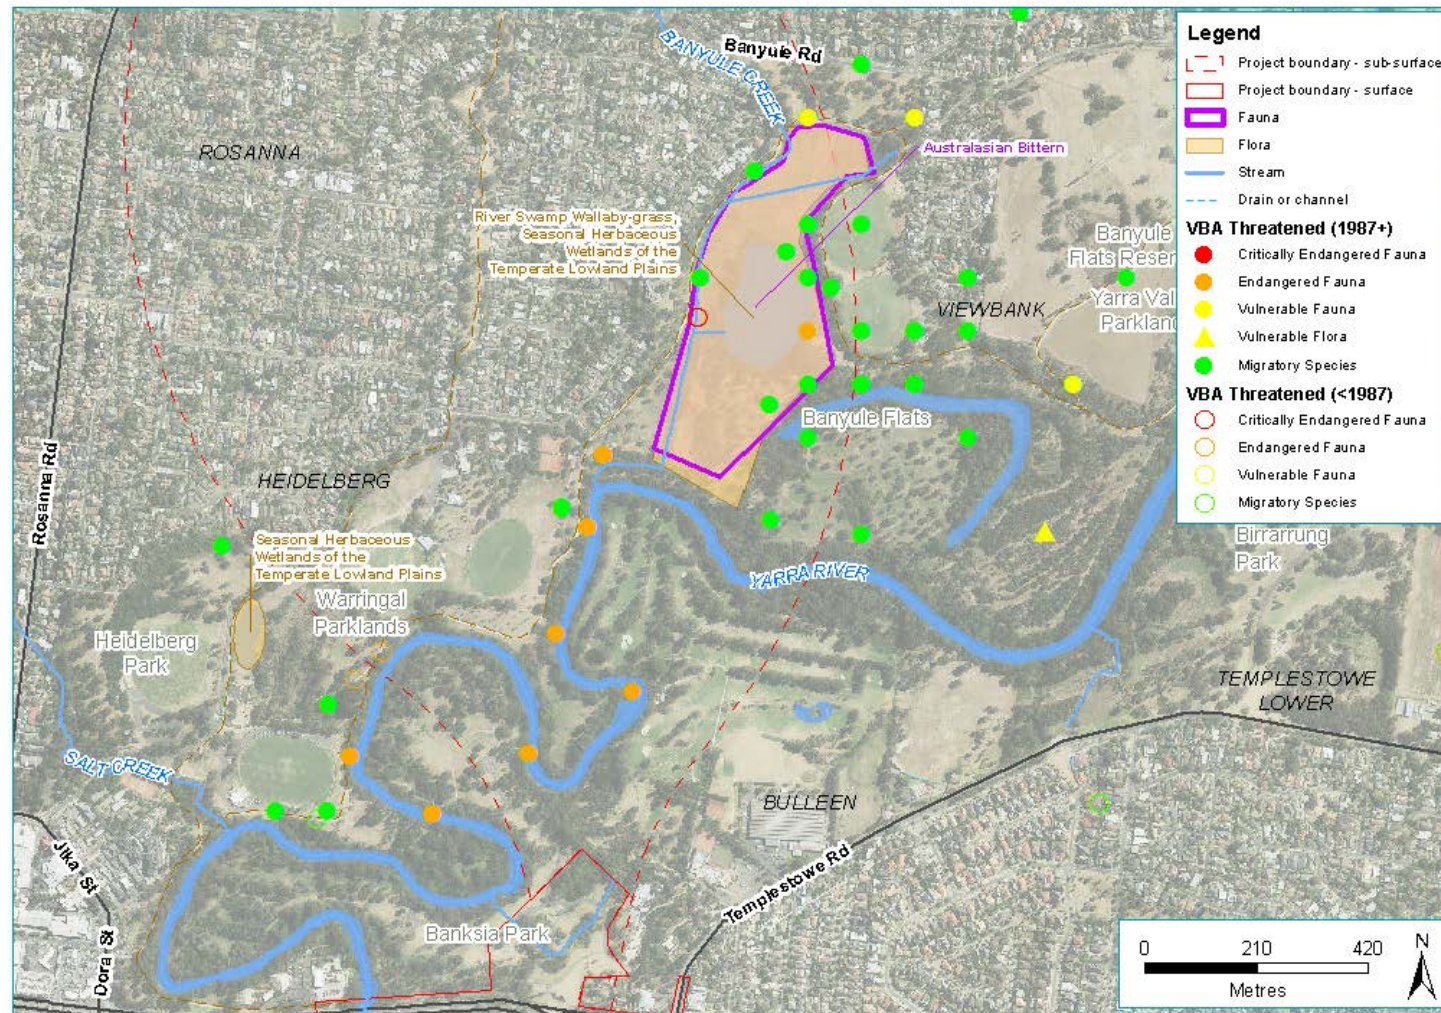 Banyule Rd
BANYULE CREEK
ROSANNA
Australasian Bittern
River Swamp Wallaby-grass,
Seasonal Herbaceous
Wetlands of the
Temperate Lowland Plains
Banyule
Flats Reser
VIEWBANK
Yarra Val
Parklan
Banyule Flats
Rosanna Rd
HEIDELBERG
Seasonal Herbaceous
Wetlands of the
Temperate Lowland Plains
YARRA RIVER
Birrarrung
Park
Warringal
Parklands
Heidelberg
Park
TEMPLESTOWE
LOWER
SALT CREEK
BULLEEN
Jika St
Templestowe Rd
Banksia Park
Dora St
Legend
Project boundary - sub-surface
Project boundary - surface
Fauna
Flora
Stream
Drain or channel
VBA Threatened (1987+)
Critically Endangered Fauna
Endangered Fauna
Vulnerable Fauna
Vulnerable Flora
Migratory Species
VBA Threatened (<1987)
Critically Endangered Fauna
Endangered Fauna
Vulnerable Fauna
Migratory Species
0 210 420
Metres
N